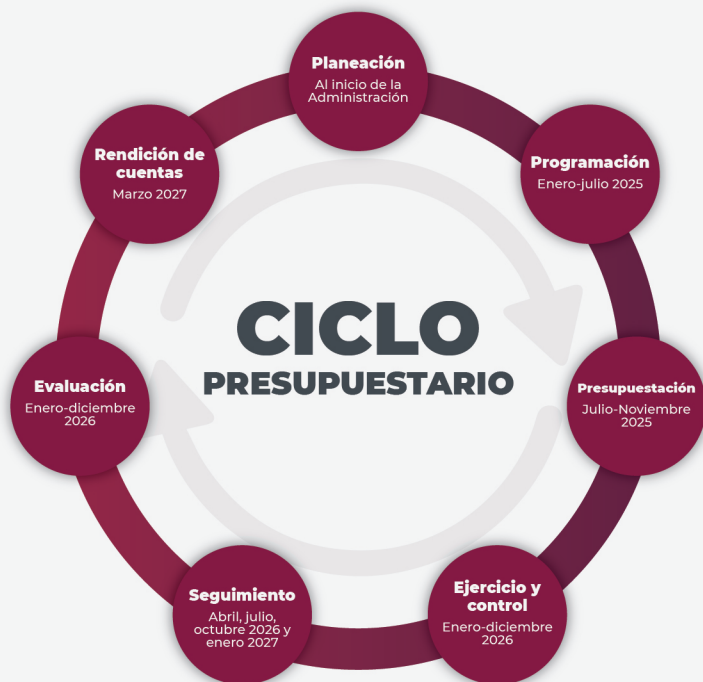 Planeación
Al inicio de la
Administración
Programación
Enero-julio 2025
Presupuestación
Julio-Noviembre
2025
Ejercicio y
control
Enero-diciembre
2026
Seguimiento
Abril, julio,
octubre 2026 y
enero 2027
Evaluación
Enero-diciembre
2026
Rendición de
cuentas
Marzo 2027
CICLO
PRESUPUESTARIO